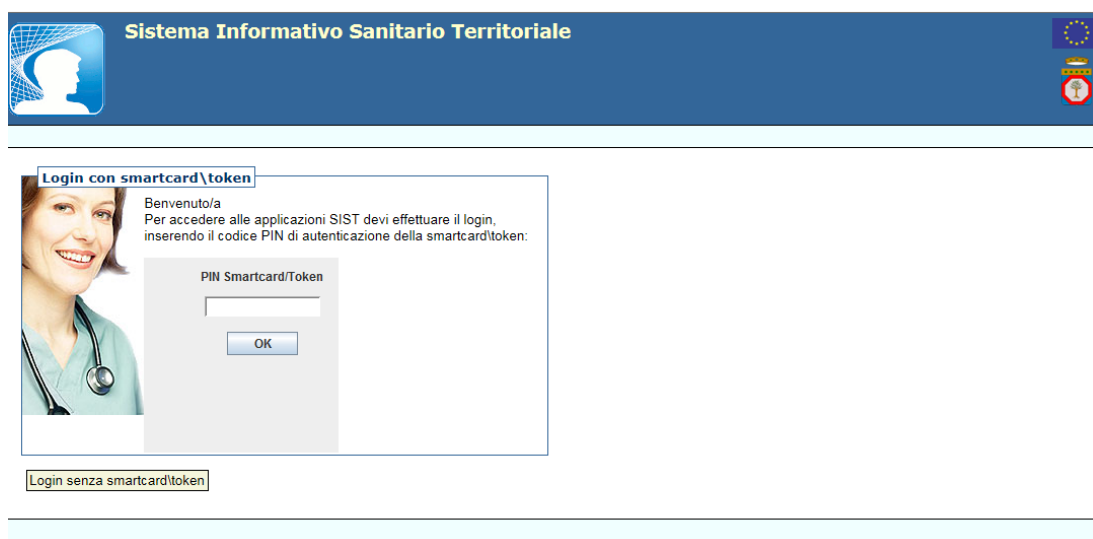 Sistema Informativo Sanitario Territoriale
Login con smartcard\token
Benvenuto/a
Per accedere alle applicazioni SIST devi effettuare il login,
inserendo il codice PIN di autenticazione della smartcard\token:
PIN Smartcard/Token
OK
Login senza smartcard\token